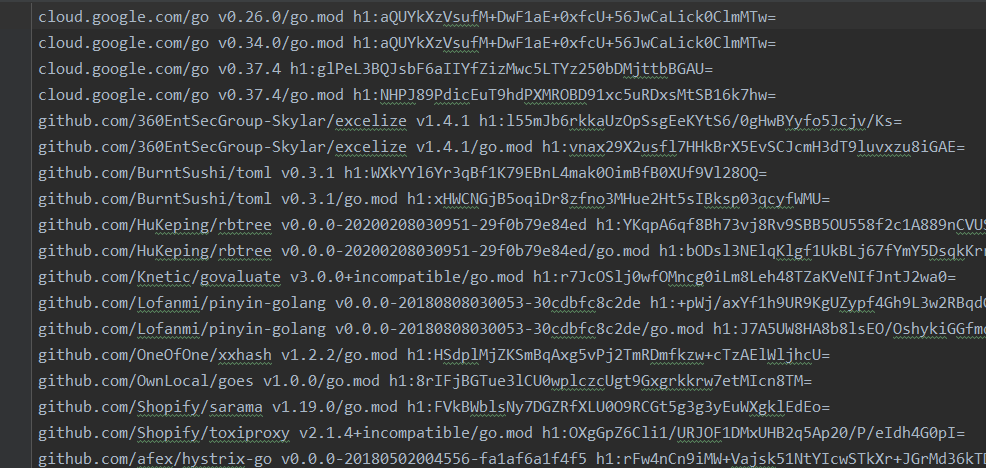 cloud.google.com/go v0.26.0/go.mod h1:aQUYkXzVsufM+DwF1aE+0xfcU+56JwCaLick0ClmMTw=
cloud.google.com/go v0.34.0/go.mod h1:aQUYkXzVsufM+DwF1aE+0xfcU+56JwCaLick0ClmMTw=
cloud.google.com/go v0.37.4 h1:glPeL3BQJsbF6aIIYfZizMwc5LTYz250bDMjttbBGAU=
cloud.google.com/go v0.37.4/go.mod h1:NHPJ89PdicEuT9hdPXMROBD91xc5uRDxsMtSB16k7hw=
github.com/360EntSecGroup-Skylar/excelize v1.4.1 h1:l55mJb6rkkaUzOpSsgEeKYtS6/0gHwBYyfo5Jcjv/Ks=
github.com/360EntSecGroup-Skylar/excelize v1.4.1/go.mod h1:vnax29X2usfl7HHkBrX5EvSCJcmH3dT9luvxzu8iGAE=
github.com/BurntSushi/toml v0.3.1 h1:WXkYYl6Yr3qBf1K79EBnL4mak0OimBfB0XUf9Vl28OQ=
github.com/BurntSushi/toml v0.3.1/go.mod h1:xHWCNGjB5oqiDr8zfno3MHue2Ht5sIBksp03qcyfWMU=
github.com/HuKeping/rbtree v0.0.0-20200208030951-29f0b79e84ed h1:YKqpA6qf8Bh73vj8Rv9SBB5OU558f2c1A889nCVUS
github.com/HuKeping/rbtree v0.0.0-20200208030951-29f0b79e84ed/go.mod h1:bODsl3NElqKlgf1UkBLj67fYmY5DsqkKrm
github.com/Knetic/govaluate v3.0.0+incompatible/go.mod h1:r7JcOSlj0wfOMncg0iLm8Leh48TZaKVeNIfJntJ2wa0=
github.com/Lofanmi/pinyin-golang v0.0.0-20180808030053-30cdbfc8c2de h1:+pWj/axYf1h9UR9KgUZypf4Gh9L3w2RBqdG
github.com/Lofanmi/pinyin-golang v0.0.0-20180808030053-30cdbfc8c2de/go.mod h1:J7A5UW8HA8b8lsEO/OshykiGGfmd
github.com/OneOfOne/xxhash v1.2.2/go.mod h1:HSdplMjZKSmBqAxg5vPj2TmRDmfkzw+cTzAElWljhcU=
github.com/OwnLocal/goes v1.0.0/go.mod h1:8rIFjBGTue3lCU0wplczcUgt9Gxgrkkrw7etMIcn8TM=
github.com/Shopify/sarama v1.19.0/go.mod h1:FVkBWblsNy7DGZRfXLU0O9RCGt5g3g3yEuWXgklEdEo=
github.com/Shopify/toxiproxy v2.1.4+incompatible/go.mod h1:OXgGpZ6Cli1/URJOF1DMxUHB2q5Ap20/P/eIdh4G0pI=
github.com/afex/hystrix-go v0.0.0-20180502004556-fa1af6a1f4f5 h1:rFw4nCn9iMW+Vajsk51NtYIcwSTkXr+JGrMd36kTD